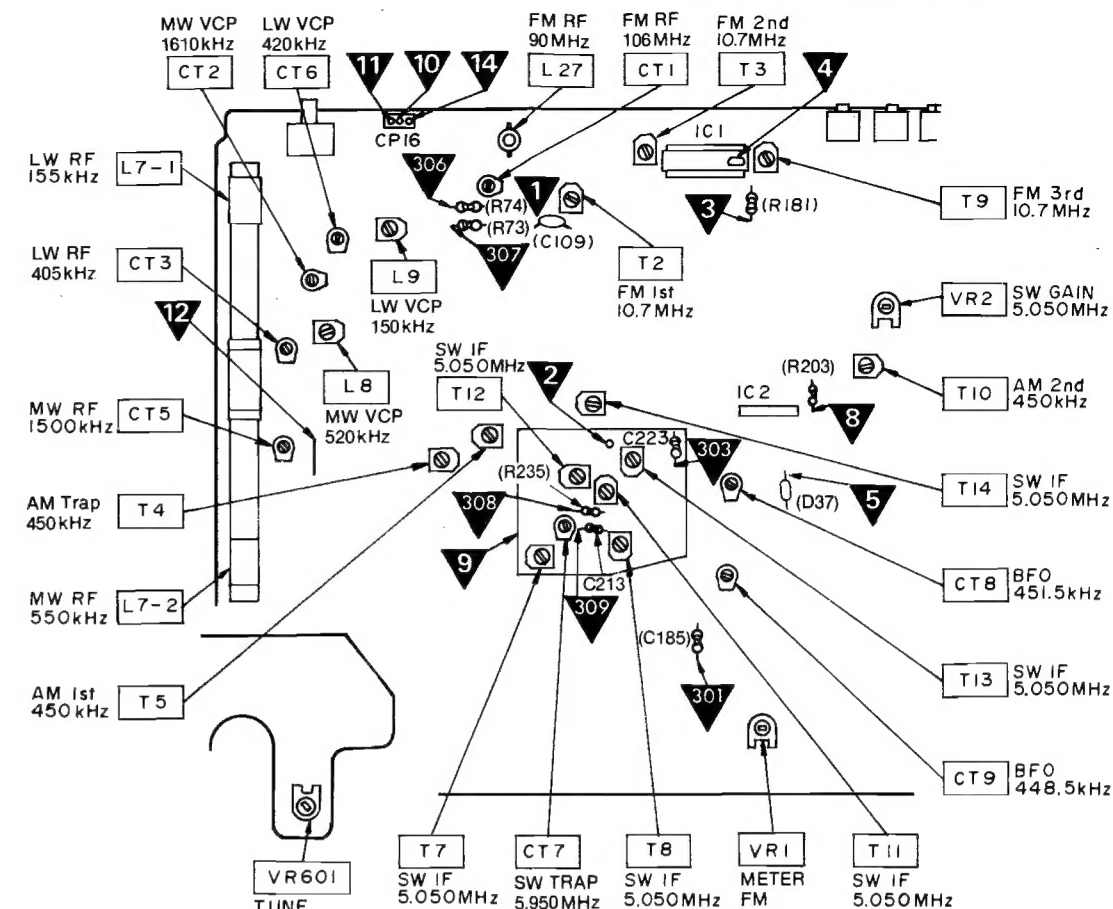 MW VCP
1610kHz
CT2
LW VCP
420kHz
CT6
11
10
14
CP16
FM RF
90MHz
L27
FM RF
106MHz
CT1
FM 2nd
10.7MHz
T3
4
IC1
LW RF
155kHz
L7-1
306
(R74)
(R73)
307
1
(C109)
3
(R181)
T9
FM 3rd
10.7MHz
LW RF
405kHz
CT3
L9
LW VCP
150kHz
T2
FM 1st
10.7MHz
VR2
SW GAIN
5.050MHz
12
L8
MW VCP
520kHz
SW IF
5.050MHz
T12
2
(R203)
IC2
8
T10
AM 2nd
450kHz
MW RF
1500kHz
CT5
C223
303
(R235)
308
(D37)
5
T14
SW IF
5.050MHz
AM Trap
450kHz
T4
9
C213
309
CT8
BFO
451.5kHz
MW RF
550kHz
L7-2
(C185)
301
T13
SW IF
5.050MHz
AM 1st
450kHz
T5
CT9
BFO
448.5kHz
VR601
TUNE
T7
SW IF
5.050MHz
CT7
SW TRAP
5.950MHz
T8
SW IF
5.050MHz
VR1
METER
FM
T11
SW IF
5.050MHz